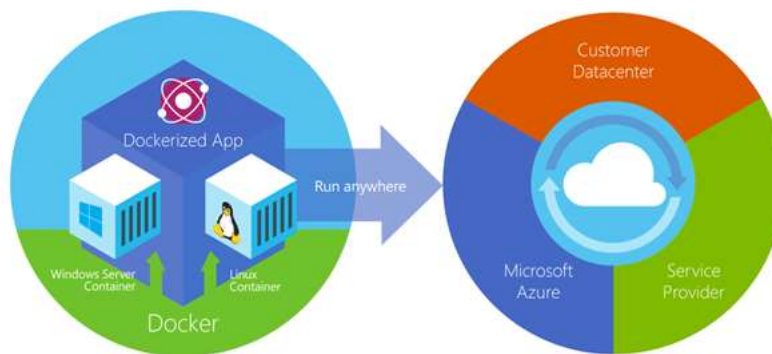 Dockerized App
Windows Server
Container
Linux
Container
Docker
Run anywhere
Customer
Datacenter
Microsoft
Azure
Service
Provider